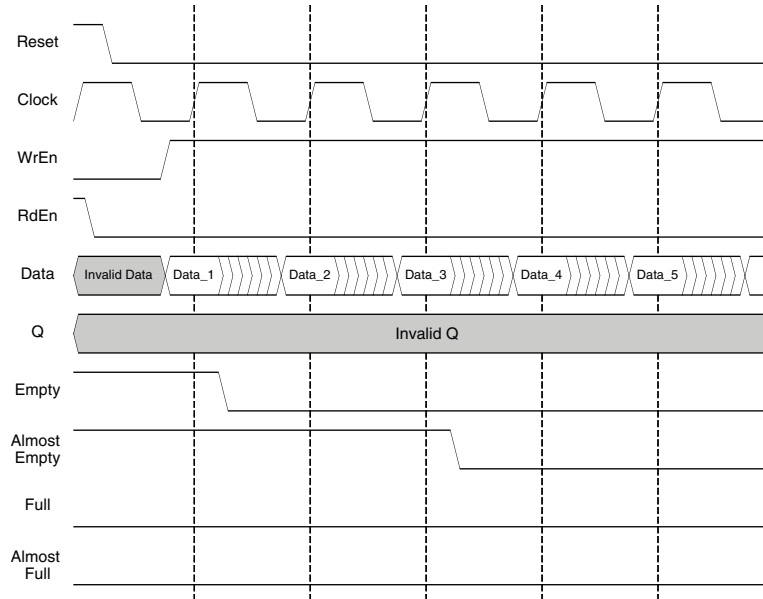 Reset
Clock
WrEn
RdEn
Data
Invalid Data
Data_1
Data_2
Data_3
Data_4
Data_5
Q
Invalid Q
Empty
Almost
Empty
Full
Almost
Full